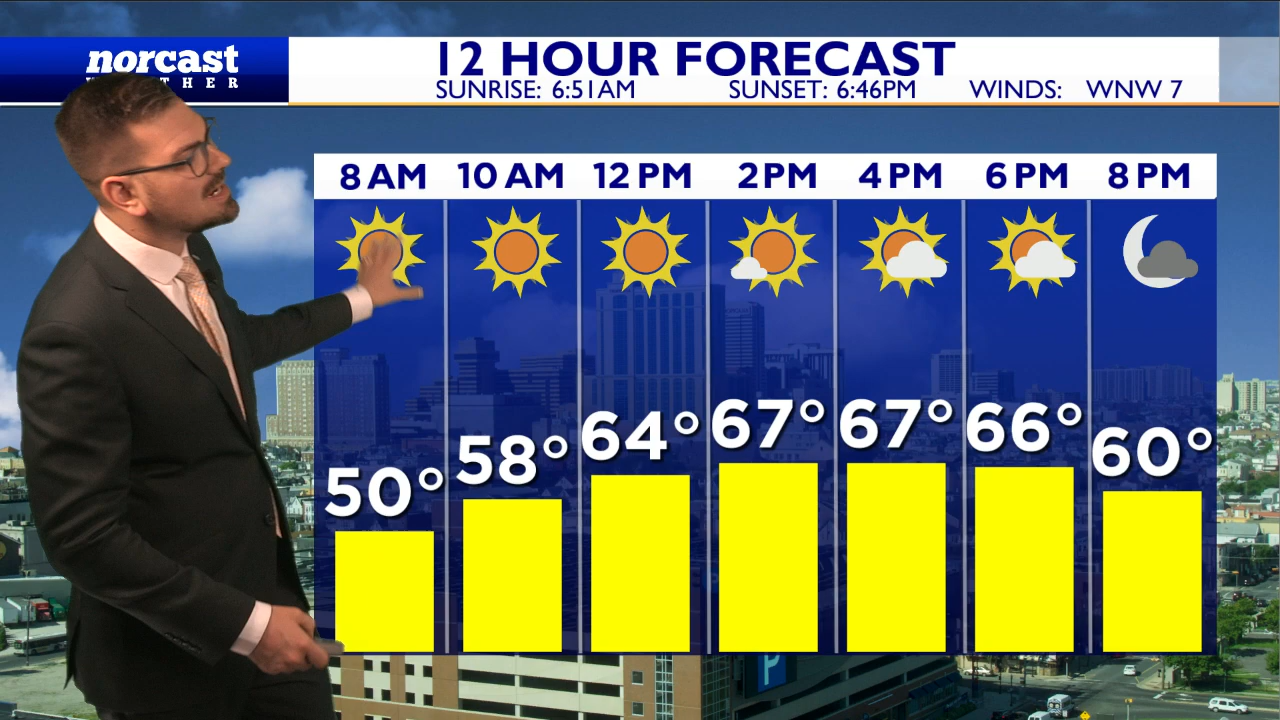 norcast
12 HOUR FORECAST
SUNRISE: 6:51AM SUNSET: 6:46PM WINDS: WNW 7
8 AM 10 AM 12 PM 2 PM 4 PM 6 PM 8 PM
50° 58° 64° 67° 67° 66° 60°
P